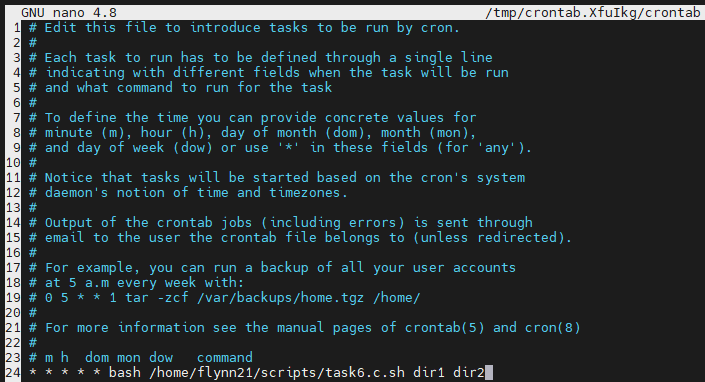 GNU nano 4.8 /tmp/crontab.XfuIkg/crontab
1 # Edit this file to introduce tasks to be run by cron.
2 #
3 # Each task to run has to be defined through a single line
4 # indicating with different fields when the task will be run
5 # and what command to run for the task
6 #
7 # To define the time you can provide concrete values for
8 # minute (m), hour (h), day of month (dom), month (mon),
9 # and day of week (dow) or use '*' in these fields (for 'any').
10 #
11 # Notice that tasks will be started based on the cron's system
12 # daemon's notion of time and timezones.
13 #
14 # Output of the crontab jobs (including errors) is sent through
15 # email to the user the crontab file belongs to (unless redirected).
16 #
17 # For example, you can run a backup of all your user accounts
18 # at 5 a.m every week with:
19 # 0 5 * * 1 tar -zcf /var/backups/home.tgz /home/
20 #
21 # For more information see the manual pages of crontab(5) and cron(8)
22 #
23 # m h  dom mon dow   command
24 * * * * * bash /home/flynn21/scripts/task6.c.sh dir1 dir2